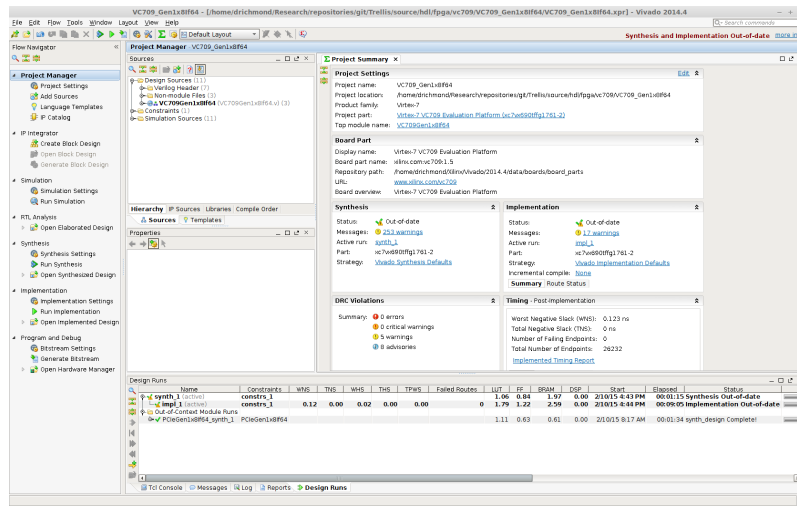 VC709_Gen1x8If64 - [/home/drichmond/Research/repositories/git/Trellis/source/hdl/fpga/vc709/VC709_Gen1x8If64/VC709_Gen1x8If64.xpr] - Vivado 2014.4
File Edit Flow Tools Window Layout View Help
Search commands
Default Layout
Synthesis and Implementation Out-of-date more in
Flow Navigator
Project Manager
Project Settings
Add Sources
Language Templates
IP Catalog
IP Integrator
Create Block Design
Open Block Design
Generate Block Design
Simulation
Simulation Settings
Run Simulation
RTL Analysis
Open Elaborated Design
Synthesis
Synthesis Settings
Run Synthesis
Open Synthesized Design
Implementation
Implementation Settings
Run Implementation
Open Implemented Design
Program and Debug
Bitstream Settings
Generate Bitstream
Open Hardware Manager
Project Manager - VC709_Gen1x8If64
Sources
Design Sources (11)
Verilog Header (7)
Non-module Files (3)
VC709Gen1x8If64 (VC709Gen1x8If64.v) (3)
Constraints (1)
Simulation Sources (11)
Hierarchy IP Sources Libraries Compile Order
Sources Templates
Properties
Project Summary
Project Settings Edit
Project name: VC709_Gen1x8If64
Project location: /home/drichmond/Research/repositories/git/Trellis/source/hdl/fpga/vc709/VC709_Gen1x8If64
Product family: Virtex-7
Project part: Virtex-7 VC709 Evaluation Platform (xc7vx690tffg1761-2)
Top module name: VC709Gen1x8If64
Board Part
Display name: Virtex-7 VC709 Evaluation Platform
Board part name: xilinx.com:vc709:1.5
Repository path: /home/drichmond/Xilinx/Vivado/2014.4/data/boards/board_parts
URL: www.xilinx.com/vc709
Board overview: Virtex-7 VC709 Evaluation Platform
Synthesis
Status: Out-of-date
Messages: 253 warnings
Active run: synth_1
Part: xc7vx690tffg1761-2
Strategy: Vivado Synthesis Defaults
Implementation
Status: Out-of-date
Messages: 17 warnings
Active run: impl_1
Part: xc7vx690tffg1761-2
Strategy: Vivado Implementation Defaults
Incremental compile: None
Summary Route Status
DRC Violations
Summary: 0 errors
0 critical warnings
5 warnings
8 advisories
Timing - Post-Implementation
Worst Negative Slack (WNS): 0.123 ns
Total Negative Slack (TNS): 0 ns
Number of Failing Endpoints: 0
Total Number of Endpoints: 26232
Implemented Timing Report
Design Runs
Name Constraints WNS TNS WHS THS TPWS Failed Routes LUT FF BRAM DSP Start Elapsed Status
synth_1 (active) constrs_1 1.06 0.84 1.97 0.00 2/10/15 4:43 PM 00:01:15 Synthesis Out-of-date
impl_1 (active) constrs_1 0.12 0.00 0.02 0.00 0.00 0 1.79 1.22 2.59 0.00 2/10/15 4:44 PM 00:09:05 Implementation Out-of-date
Out-of-Context Module Runs
PCIeGen1x8If64_synth_1 PCIeGen1x8If64 1.11 0.63 0.61 0.00 2/10/15 8:17 AM 00:01:34 synth_design Complete!
Tcl Console Messages Log Reports Design Runs